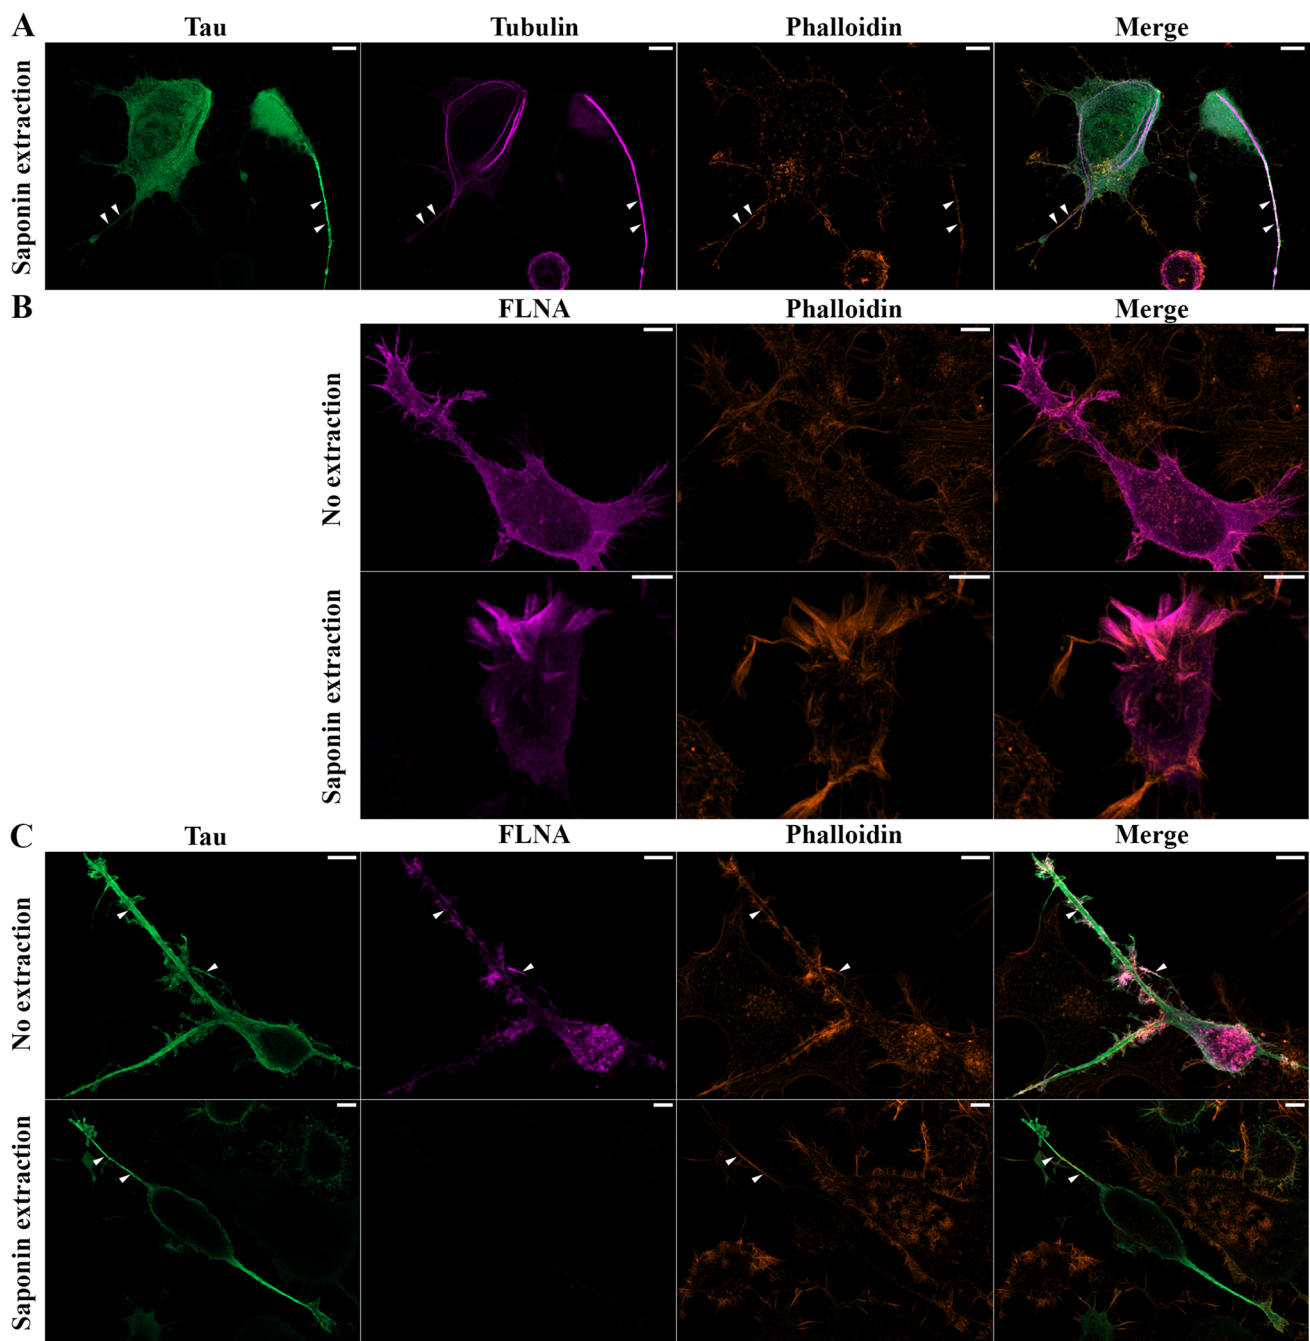 A
Tau Tubulin Phalloidin Merge
Saponin extraction
B
FLNA Phalloidin Merge
No extraction
Saponin extraction
C
Tau FLNA Phalloidin Merge
No extraction
Saponin extraction